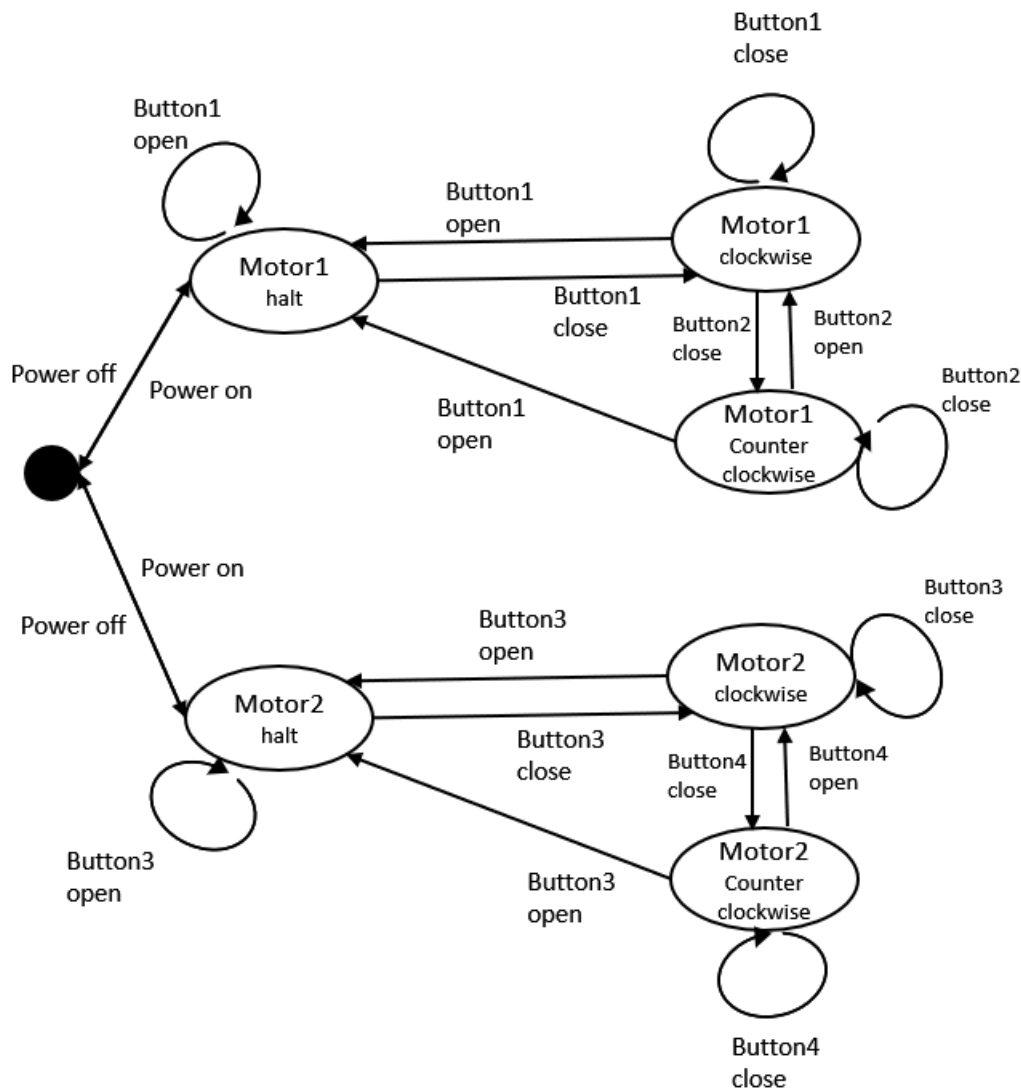 Button1
close
Button1
open
Button1
open
Motor1
clockwise
Motor1
halt
Button1
close
Button2
close
Button2
open
Power off
Power on
Button1
open
Button2
close
Motor1
Counter
clockwise
Power on
Power off
Button3
open
Button3
close
Motor2
clockwise
Motor2
halt
Button3
close
Button4
close
Button4
open
Button3
open
Button3
open
Motor2
Counter
clockwise
Button4
close